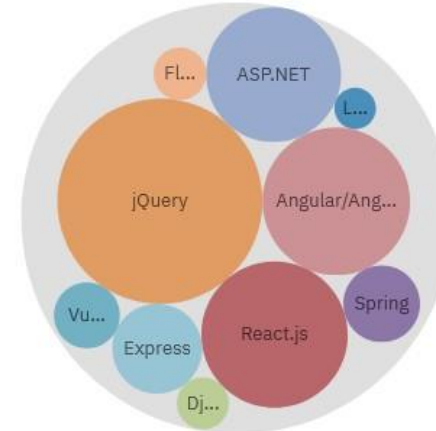 Fl...
ASP.NET
L...
jQuery
Angular/Ang...
Spring
Vu...
React.js
Express
Dj...